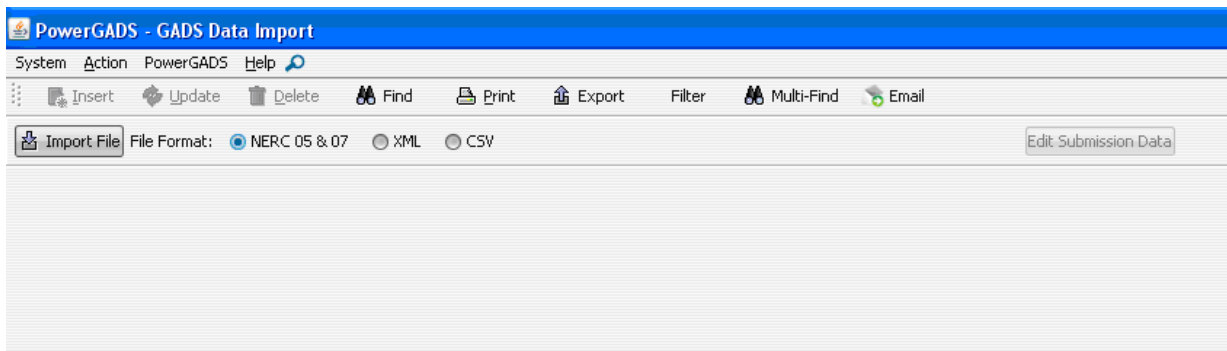 PowerGADS - GADS Data Import
System Action PowerGADS Help
Insert Update Delete Find Print Export Filter Multi-Find Email
Import File File Format: NERC 05 & 07 XML CSV Edit Submission Data